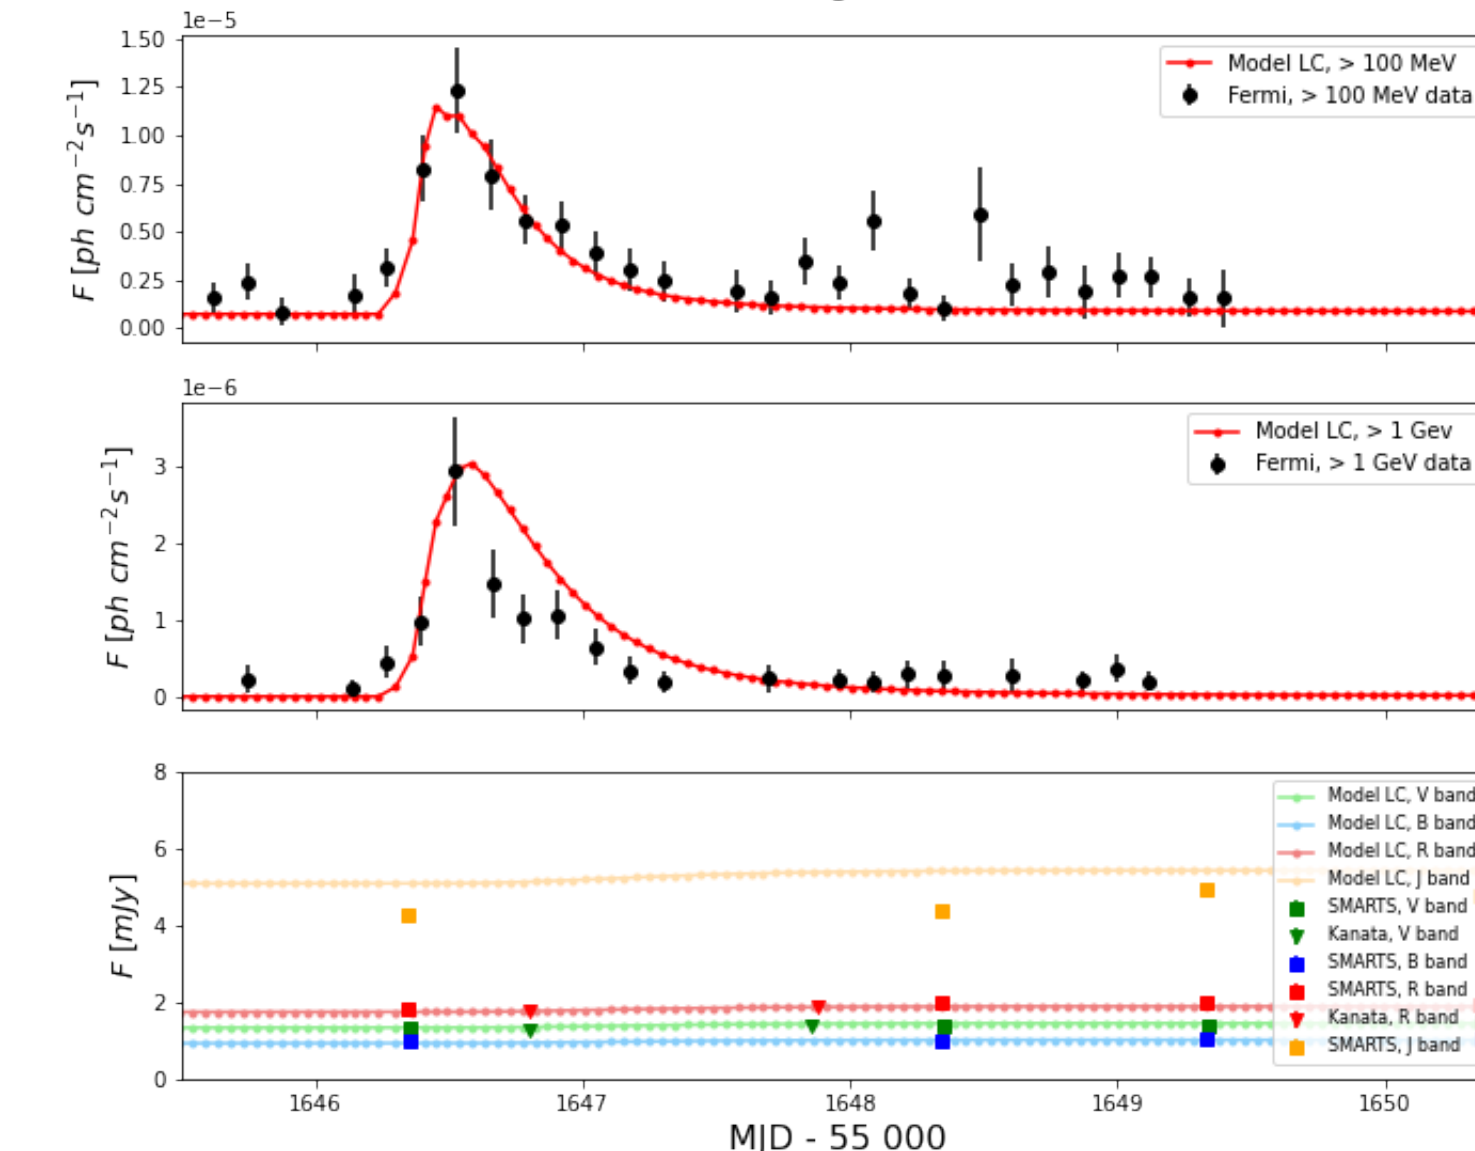 1e−5
1.50
1.25
1.00
0.75
0.50
0.25
0.00
F [ph cm⁻²s⁻¹]
Model LC, > 100 MeV
Fermi, > 100 MeV data
1e−6
3
2
1
0
F [ph cm⁻²s⁻¹]
Model LC, > 1 Gev
Fermi, > 1 GeV data
8
6
4
2
0
F [mJy]
Model LC, V band
Model LC, B band
Model LC, R band
Model LC, J band
SMARTS, V band
Kanata, V band
SMARTS, B band
SMARTS, R band
Kanata, R band
SMARTS, J band
1646 1647 1648 1649 1650
MJD - 55 000